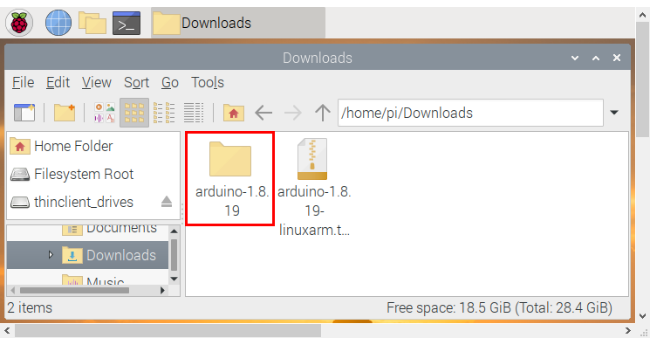 Downloads
Downloads
File Edit View Sort Go Tools
/home/pi/Downloads
Home Folder
Filesystem Root
thinclient_drives
Documents
Downloads
Music
arduino-1.8.
19
arduino-1.8.
19-
linuxarm.t...
2 items
Free space: 18.5 GiB (Total: 28.4 GiB)